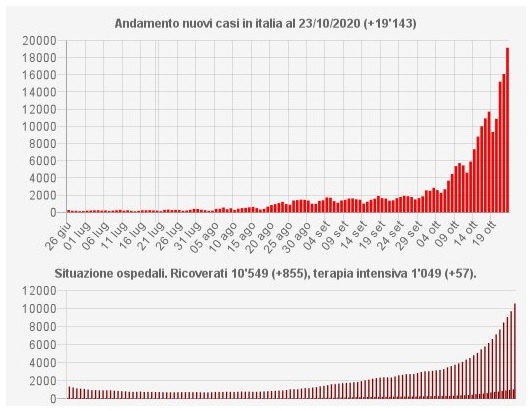 Andamento nuovi casi in italia al 23/10/2020 (+19'143)
20000
18000
16000
14000
12000
10000
8000
6000
4000
2000
0
26 giu
01 lug
06 lug
11 lug
16 lug
21 lug
26 lug
31 lug
05 ago
10 ago
15 ago
20 ago
25 ago
30 ago
04 set
09 set
14 set
19 set
24 set
29 set
04 ott
09 ott
14 ott
19 ott
Situazione ospedali. Ricoverati 10'549 (+855), terapia intensiva 1'049 (+57).
12000
10000
8000
6000
4000
2000
0